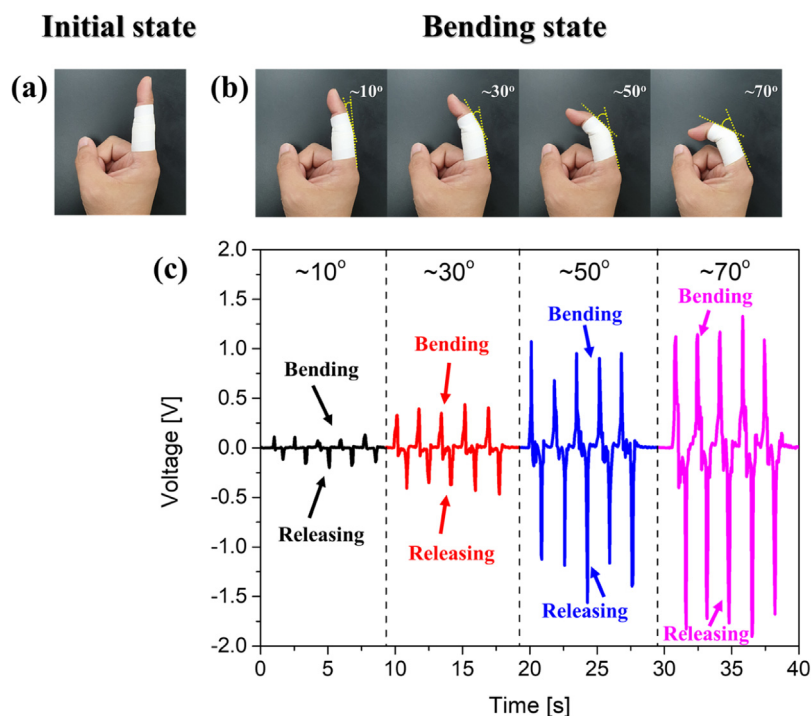 Initial state
Bending state
(a)
(b)
~10°
~30°
~50°
~70°
(c)
~10°
~30°
~50°
~70°
Bending
Releasing
Bending
Releasing
Bending
Releasing
Bending
Releasing
Voltage [V]
2.0
1.5
1.0
0.5
0.0
-0.5
-1.0
-1.5
-2.0
0
5
10
15
20
25
30
35
40
Time [s]